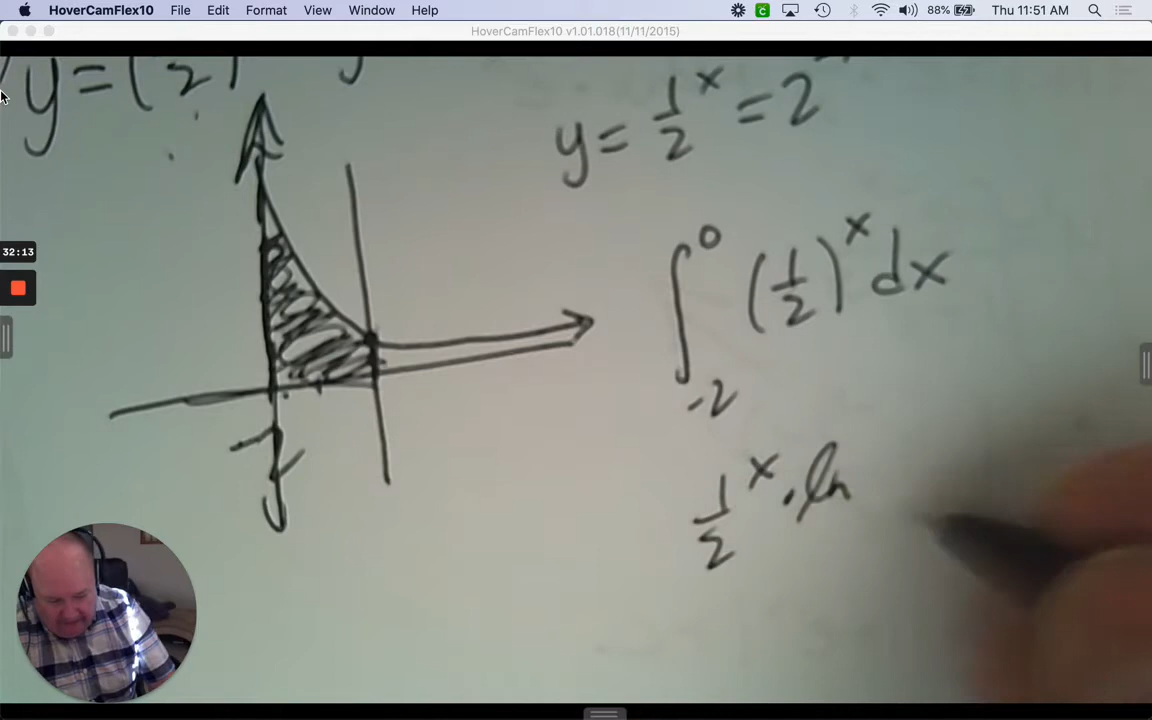 HoverCamFlex10 File Edit Format View Window Help 88% Thu 11:51 AM
HoverCamFlex10 v1.01.018(11/11/2015)
y = (2)
y = 1/2^x = 2^-
32:13
∫_-2^0 (1/2)^x dx
1/2^x · ln